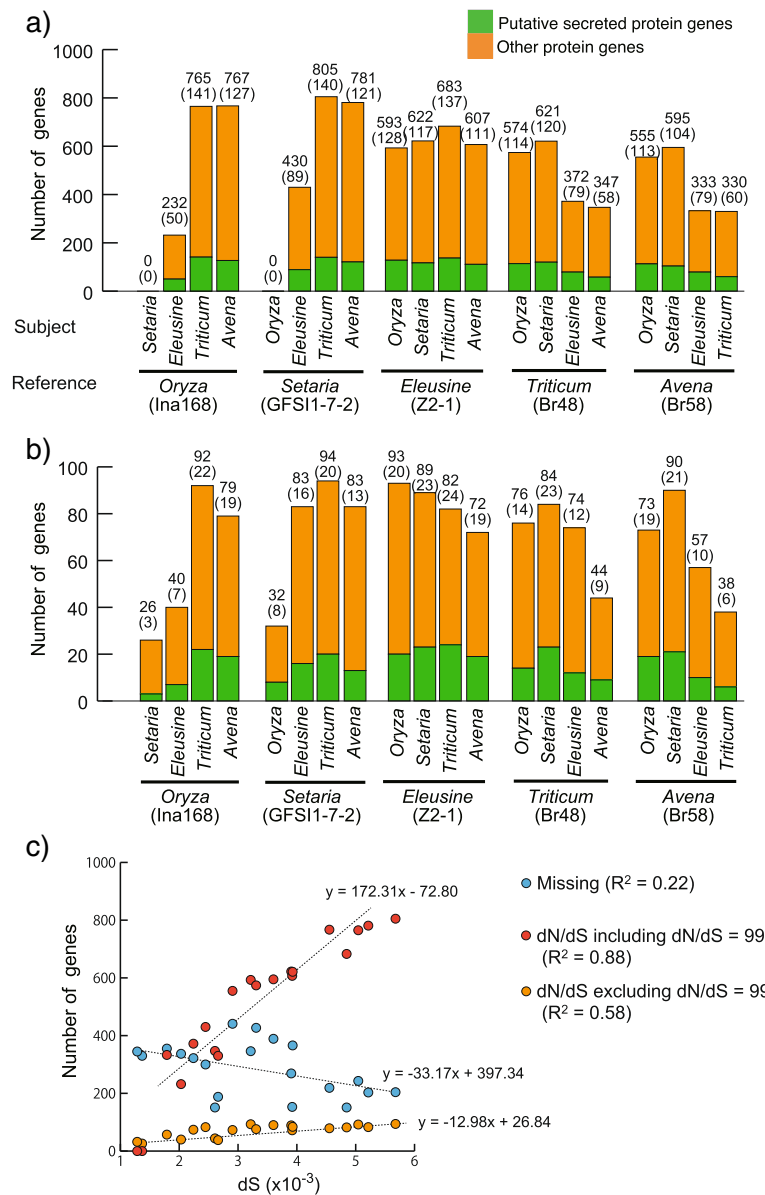 a)
Putative secreted protein genes
Other protein genes
Number of genes
1000
800
600
400
200
0
0
(0)
232
(50)
765
(141)
767
(127)
0
(0)
430
(89)
805
(140)
781
(121)
593
(128)
622
(117)
683
(137)
607
(111)
574
(114)
621
(120)
372
(79)
347
(58)
555
(113)
595
(104)
333
(79)
330
(60)
Subject
Setaria
Eleusine
Triticum
Avena
Oryza
Eleusine
Triticum
Avena
Oryza
Setaria
Triticum
Avena
Oryza
Setaria
Eleusine
Avena
Oryza
Setaria
Eleusine
Triticum
Reference
Oryza
(Ina168)
Setaria
(GFSI1-7-2)
Eleusine
(Z2-1)
Triticum
(Br48)
Avena
(Br58)
b)
Number of genes
100
80
60
40
20
0
26
(3)
40
(7)
92
(22)
79
(19)
32
(8)
83
(16)
94
(20)
83
(13)
93
(20)
89
(23)
82
(24)
72
(19)
76
(14)
84
(23)
74
(12)
44
(9)
73
(19)
90
(21)
57
(10)
38
(6)
Setaria
Eleusine
Triticum
Avena
Oryza
Eleusine
Triticum
Avena
Oryza
Setaria
Triticum
Avena
Oryza
Setaria
Eleusine
Avena
Oryza
Setaria
Eleusine
Triticum
Oryza
(Ina168)
Setaria
(GFSI1-7-2)
Eleusine
(Z2-1)
Triticum
(Br48)
Avena
(Br58)
c)
Number of genes
1000
800
600
400
200
0
1
2
3
4
5
6
dS (x10⁻³)
y = 172.31x - 72.80
y = -33.17x + 397.34
y = -12.98x + 26.84
Missing (R² = 0.22)
dN/dS including dN/dS = 99
(R² = 0.88)
dN/dS excluding dN/dS = 99
(R² = 0.58)